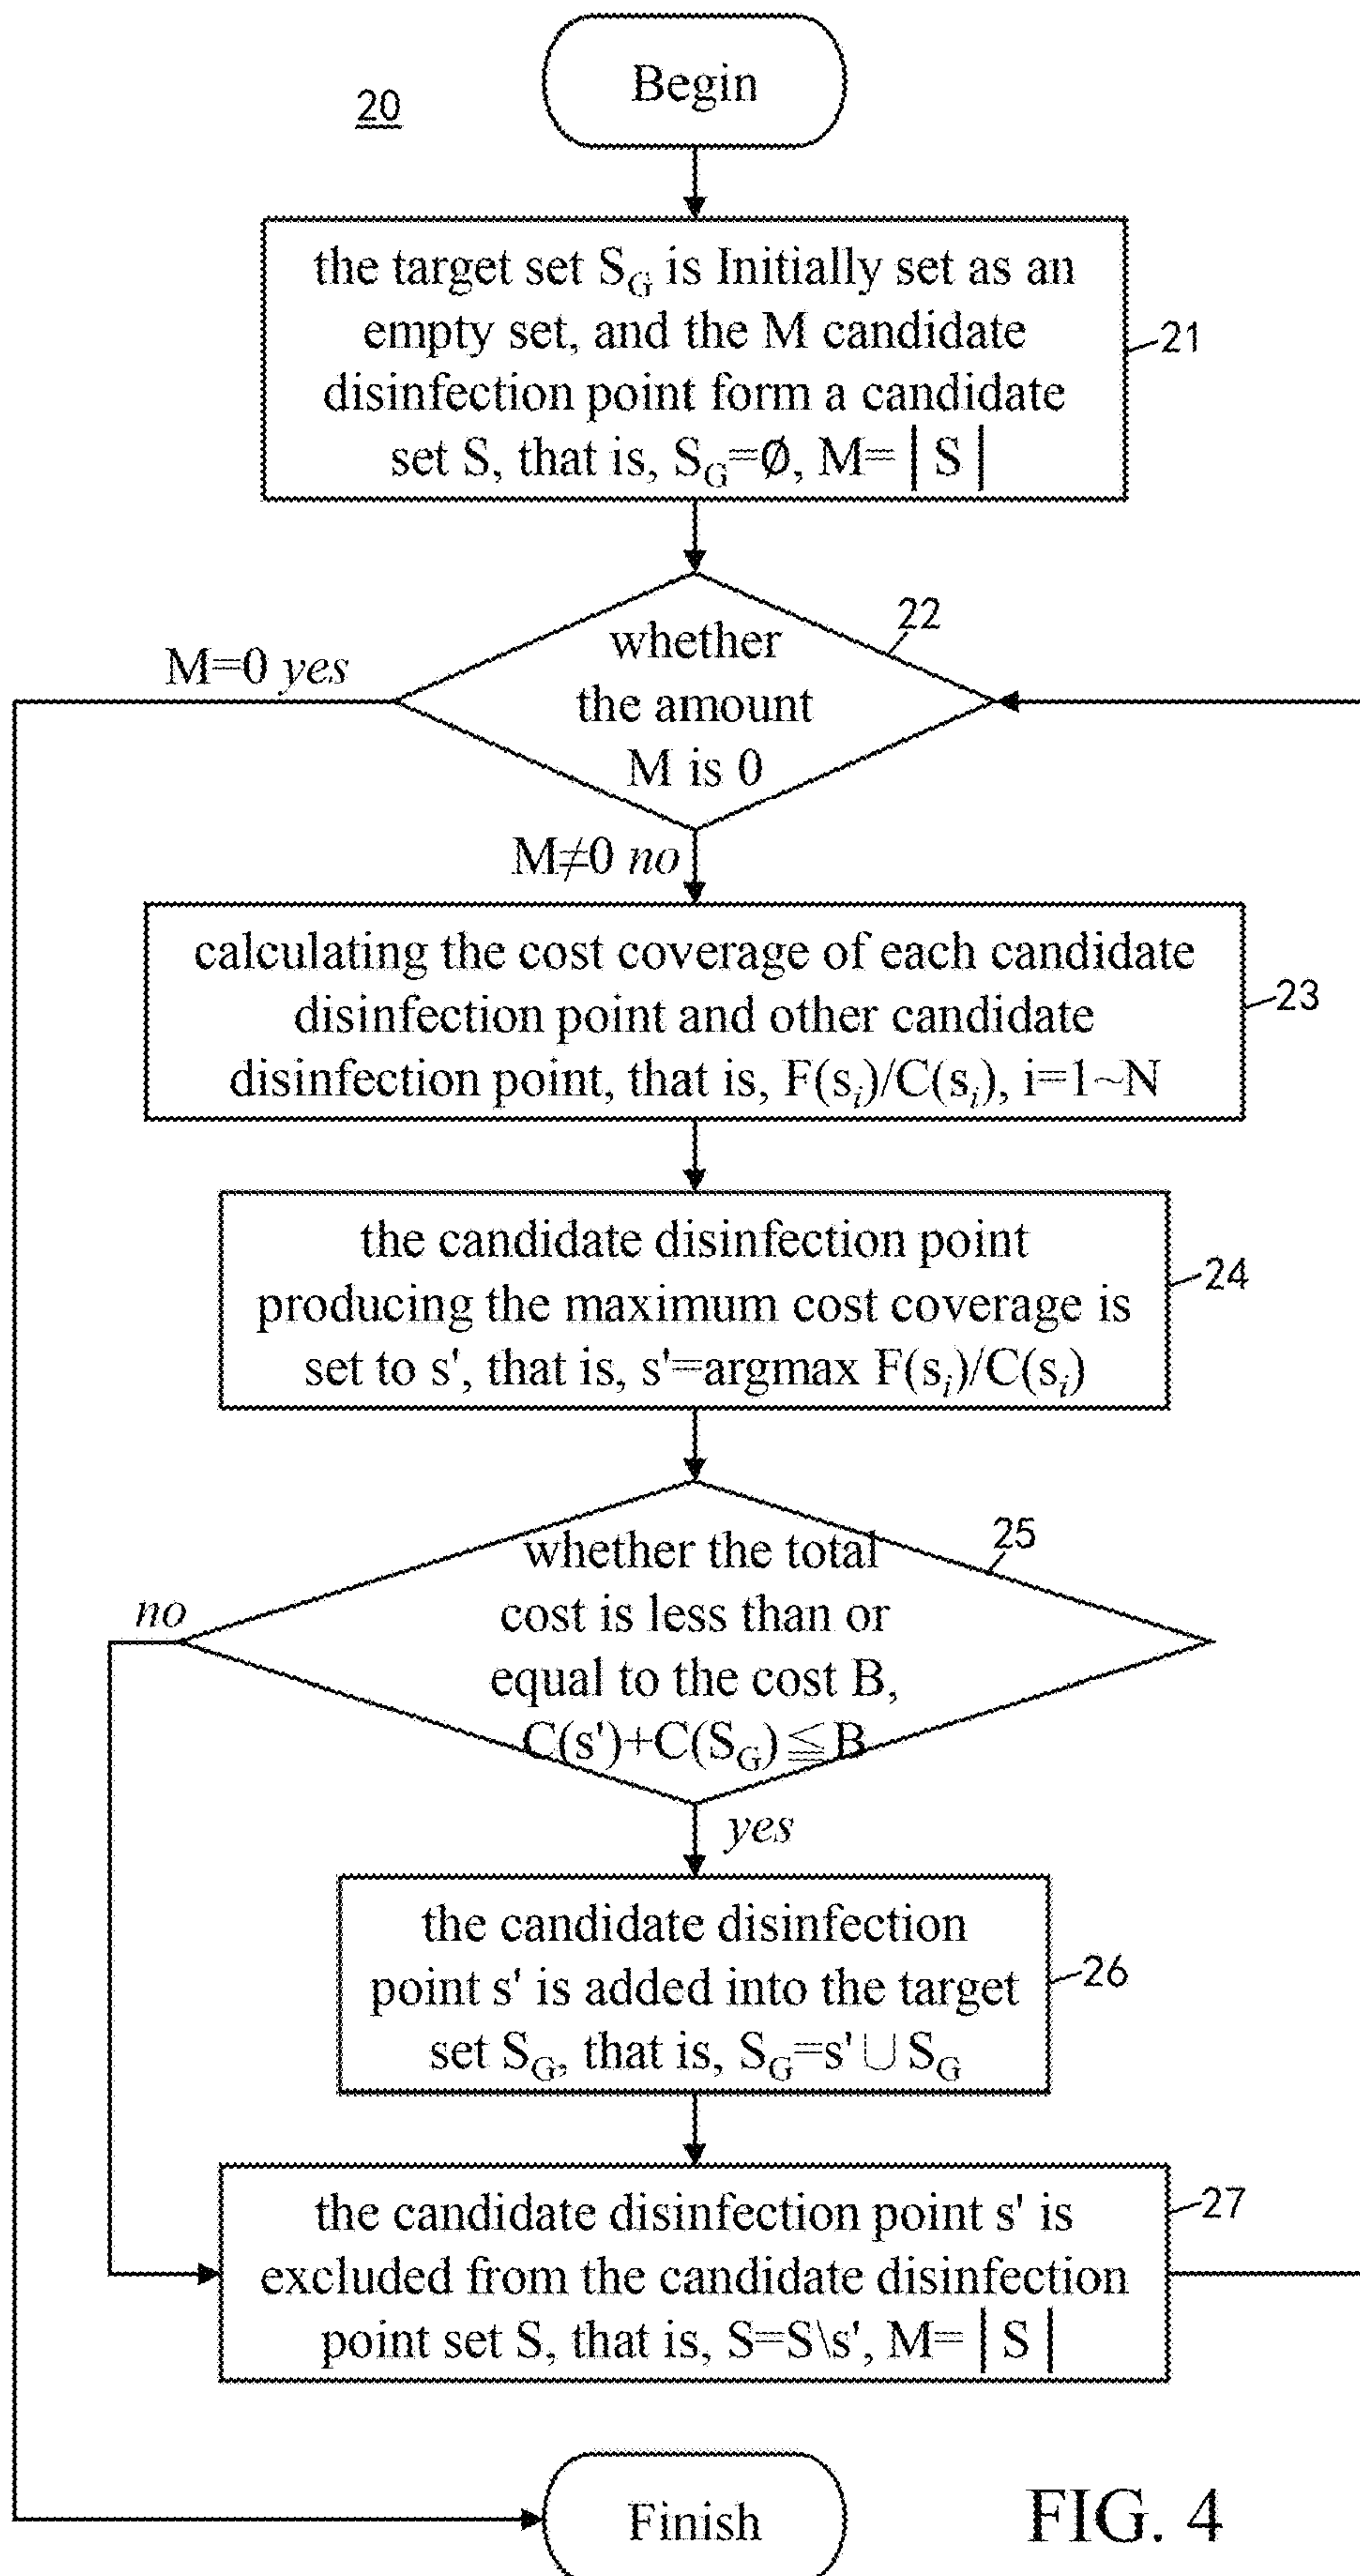 Begin
20
the target set S_G is Initially set as an
empty set, and the M candidate
disinfection point form a candidate
set S, that is, S_G=∅, M=|S|
21
22
whether
the amount
M is 0
M=0 yes
M≠0 no
calculating the cost coverage of each candidate
disinfection point and other candidate
disinfection point, that is, F(s_i)/C(s_i), i=1~N
23
the candidate disinfection point
producing the maximum cost coverage is
set to s', that is, s'=argmax F(s_i)/C(s_i)
24
25
whether the total
cost is less than or
equal to the cost B,
C(s')+C(S_G)≦B
no
yes
the candidate disinfection
point s' is added into the target
set S_G, that is, S_G=s'∪S_G
26
the candidate disinfection point s' is
excluded from the candidate disinfection
point set S, that is, S=S\s', M=|S|
27
Finish
FIG. 4